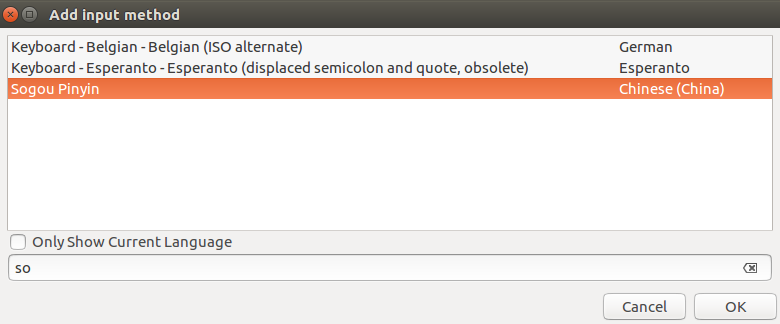 Add input method
Keyboard - Belgian - Belgian (ISO alternate) German
Keyboard - Esperanto - Esperanto (displaced semicolon and quote, obsolete) Esperanto
Sogou Pinyin Chinese (China)
Only Show Current Language
so
Cancel OK